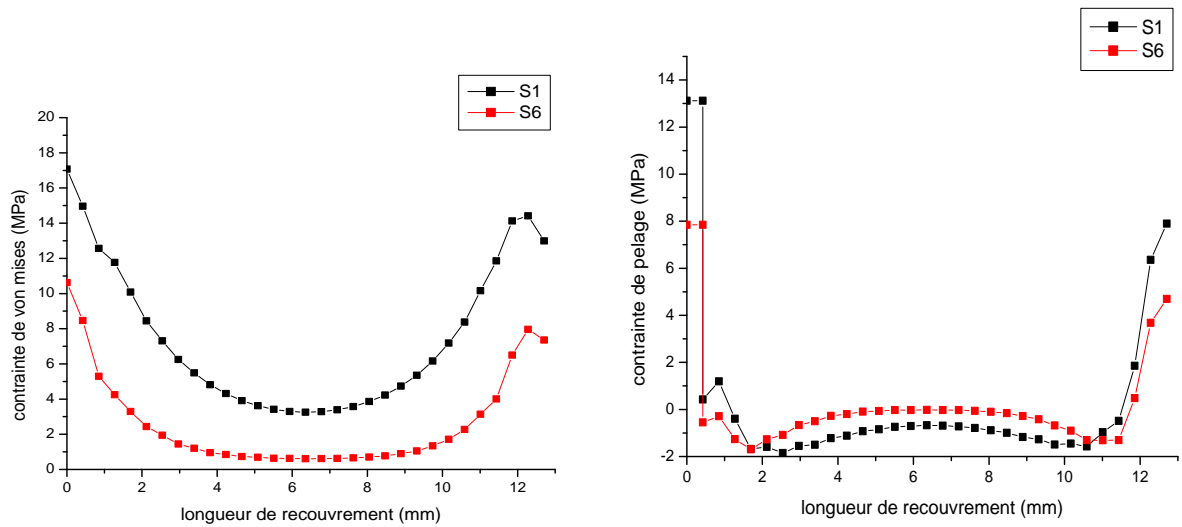 S1
S6
20
18
16
14
12
10
8
6
4
2
0
0 2 4 6 8 10 12
contrainte de von mises (MPa)
longueur de recouvrement (mm)
S1
S6
14
12
10
8
6
4
2
0
-2
0 2 4 6 8 10 12
contrainte de pelage (MPa)
longueur de recouvrement (mm)